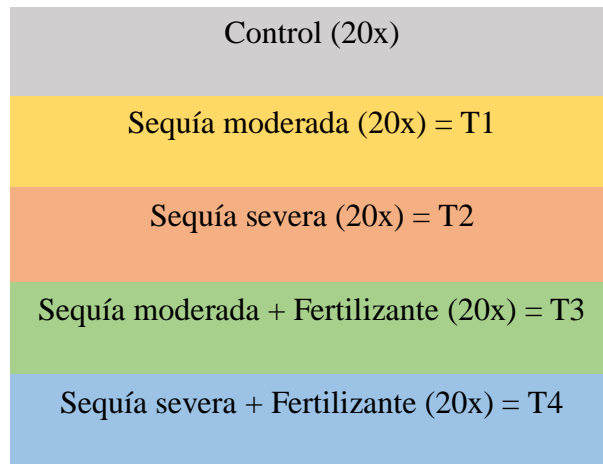 Control (20x)
Sequía moderada (20x) = T1
Sequía severa (20x) = T2
Sequía moderada + Fertilizante (20x) = T3
Sequía severa + Fertilizante (20x) = T4